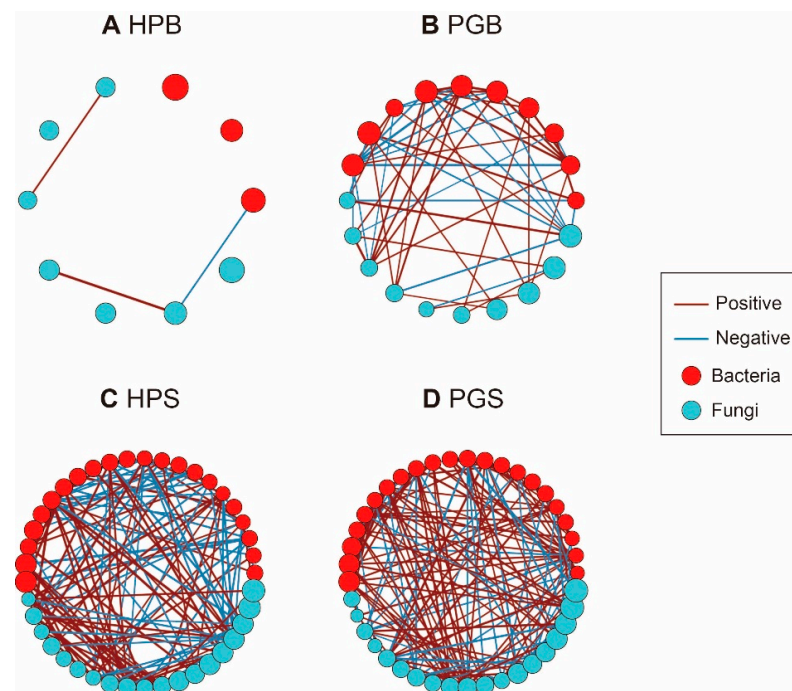 A HPB
B PGB
Positive
Negative
Bacteria
Fungi
C HPS
D PGS